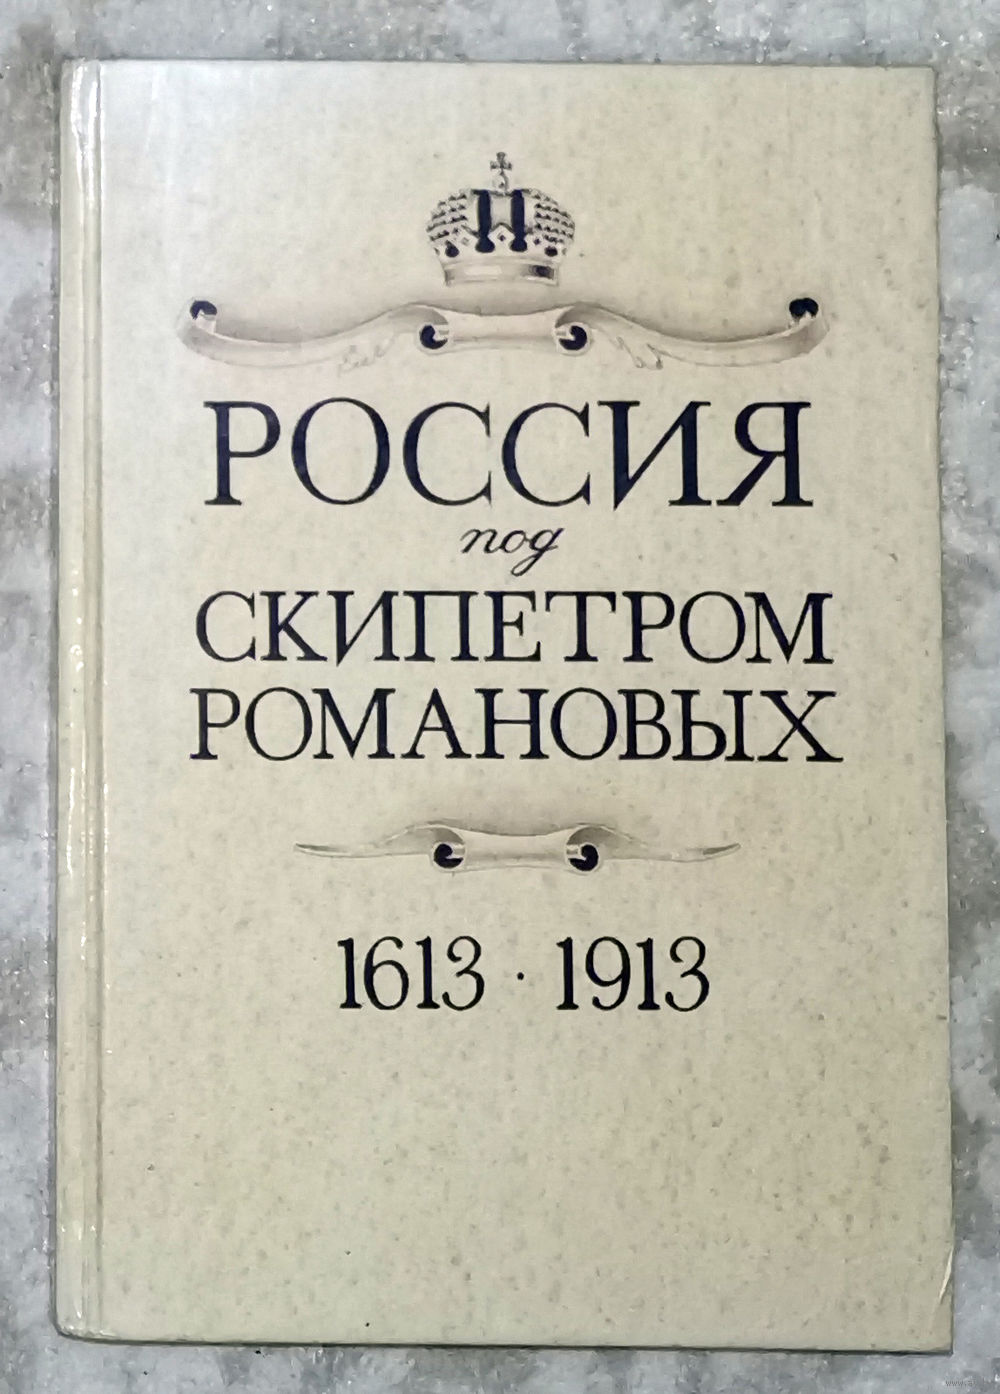 РОССИЯ
под
СКИПЕТРОМ
РОМАНОВЫХ
1613 · 1913